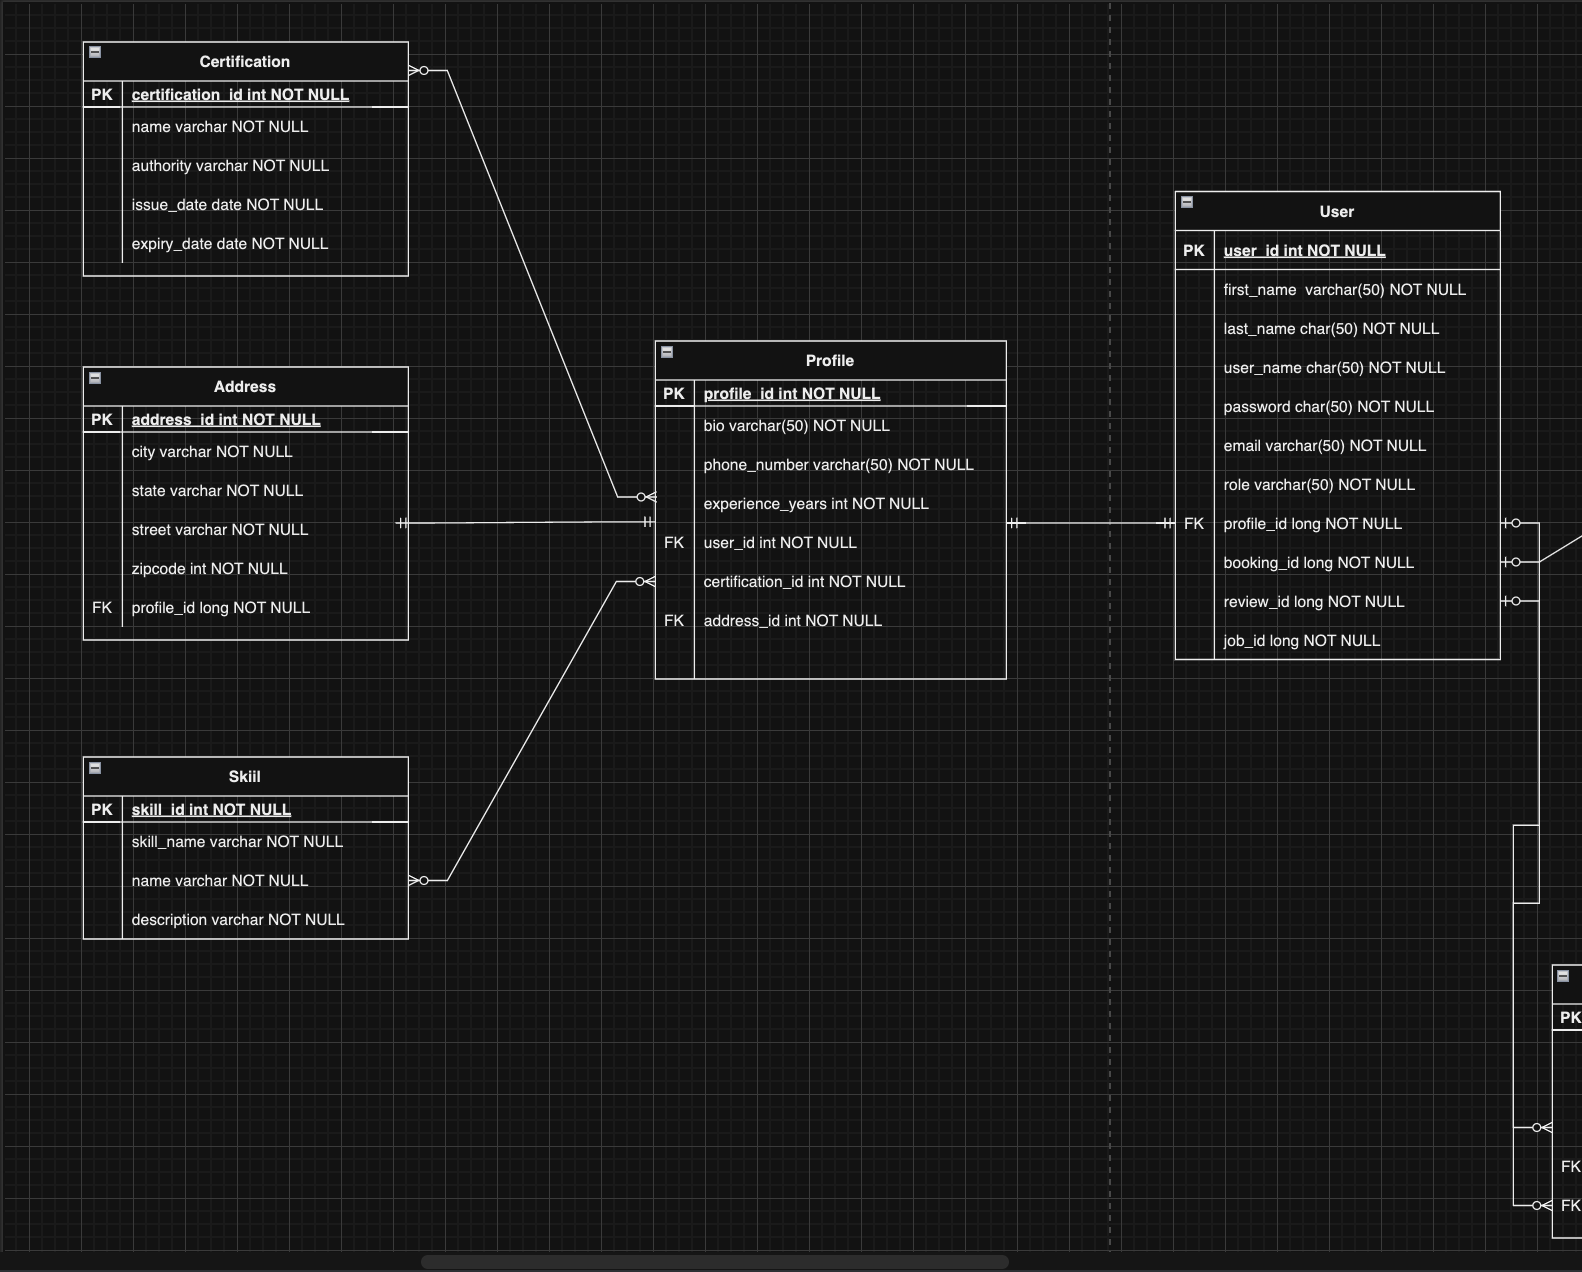 Certification
PK certification_id int NOT NULL
name varchar NOT NULL
authority varchar NOT NULL
issue_date date NOT NULL
expiry_date date NOT NULL
Address
PK address_id int NOT NULL
city varchar NOT NULL
state varchar NOT NULL
street varchar NOT NULL
zipcode int NOT NULL
FK profile_id long NOT NULL
Skiil
PK skill_id int NOT NULL
skill_name varchar NOT NULL
name varchar NOT NULL
description varchar NOT NULL
Profile
PK profile_id int NOT NULL
bio varchar(50) NOT NULL
phone_number varchar(50) NOT NULL
experience_years int NOT NULL
FK user_id int NOT NULL
certification_id int NOT NULL
FK address_id int NOT NULL
User
PK user_id int NOT NULL
first_name  varchar(50) NOT NULL
last_name char(50) NOT NULL
user_name char(50) NOT NULL
password char(50) NOT NULL
email varchar(50) NOT NULL
role varchar(50) NOT NULL
FK profile_id long NOT NULL
booking_id long NOT NULL
review_id long NOT NULL
job_id long NOT NULL
PK
FK
FK